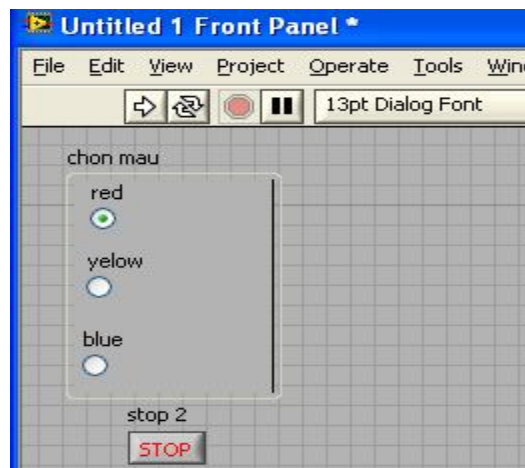 Untitled 1 Front Panel *
File Edit View Project Operate Tools
13pt Dialog Font
chon mau
red
yelow
blue
stop 2
STOP